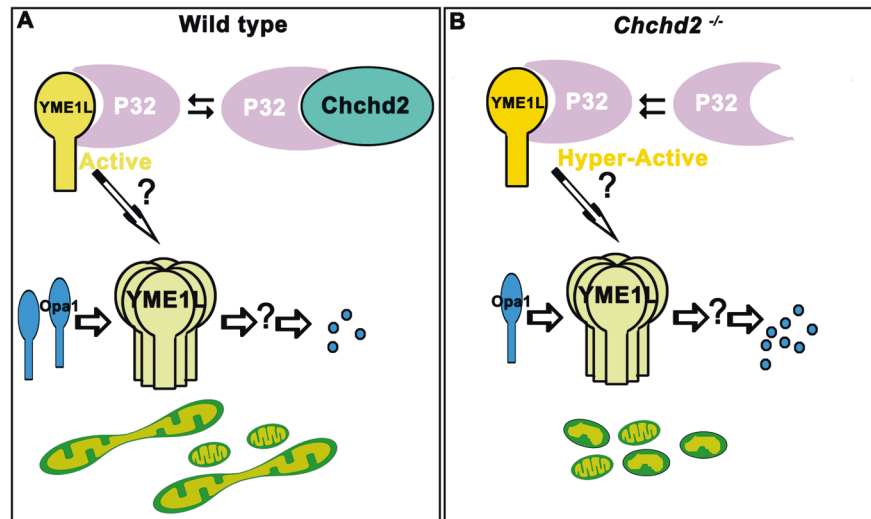 A
Wild type
YME1L
P32
P32
Chchd2
Active
?
Opa1
YME1L
?
B
Chchd2 -/-
YME1L
P32
P32
Hyper-Active
?
Opa1
YME1L
?